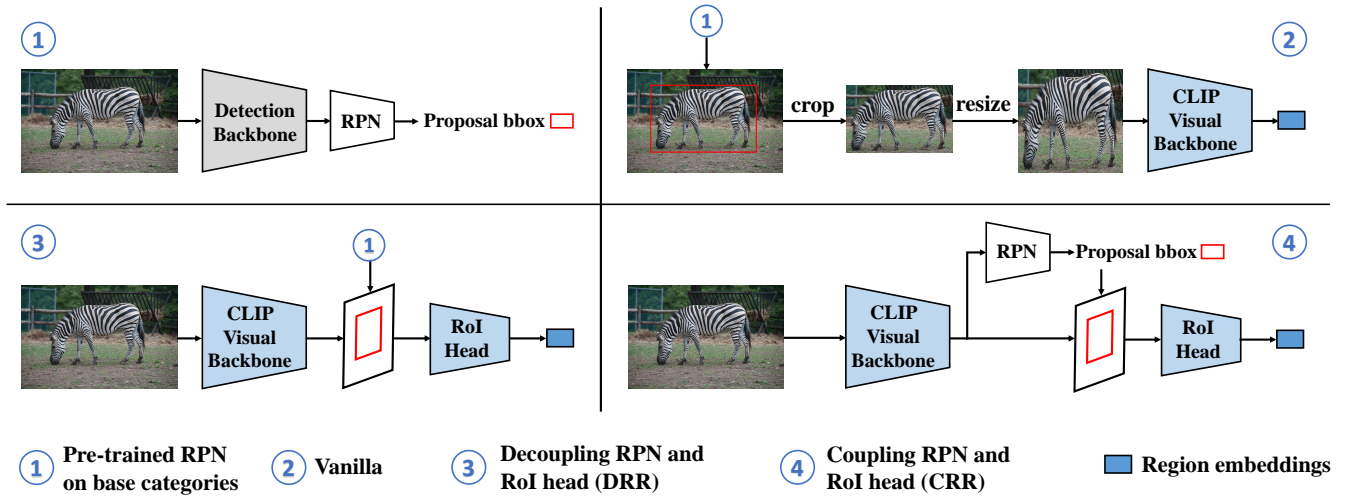 1
Detection
Backbone
RPN
Proposal bbox
1
2
crop
resize
CLIP
Visual
Backbone
3
1
CLIP
Visual
Backbone
RoI
Head
4
RPN
Proposal bbox
CLIP
Visual
Backbone
RoI
Head
1 Pre-trained RPN
on base categories
2 Vanilla
3 Decoupling RPN and
RoI head (DRR)
4 Coupling RPN and
RoI head (CRR)
Region embeddings